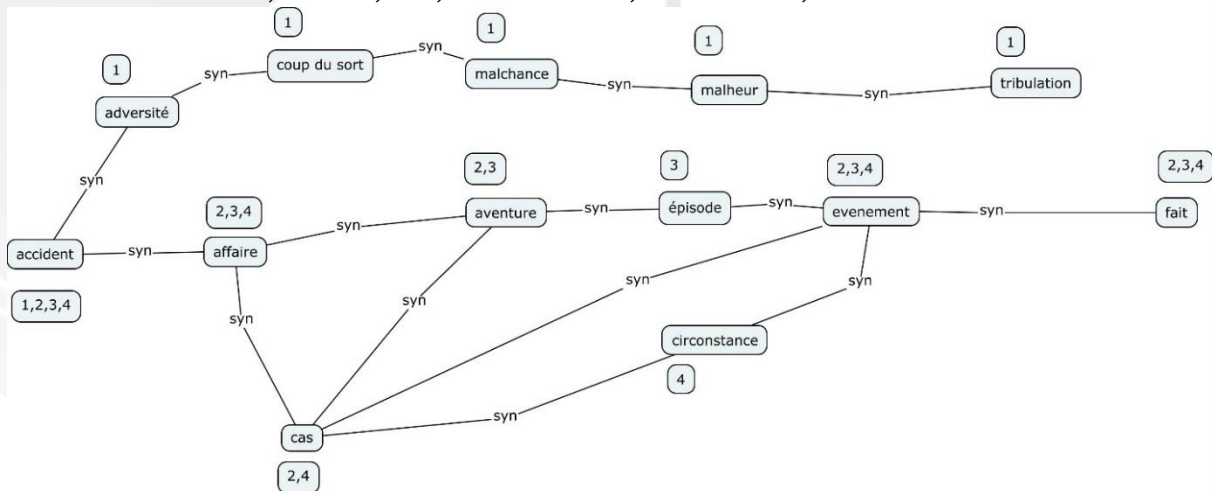 1
coup du sort
syn
1
malchance
syn
1
malheur
syn
1
tribulation
1
adversité
syn
syn
accident
1,2,3,4
syn
2,3,4
affaire
syn
2,3
aventure
syn
3
épisode
syn
2,3,4
evenement
syn
2,3,4
fait
syn
syn
syn
syn
circonstance
4
syn
cas
2,4